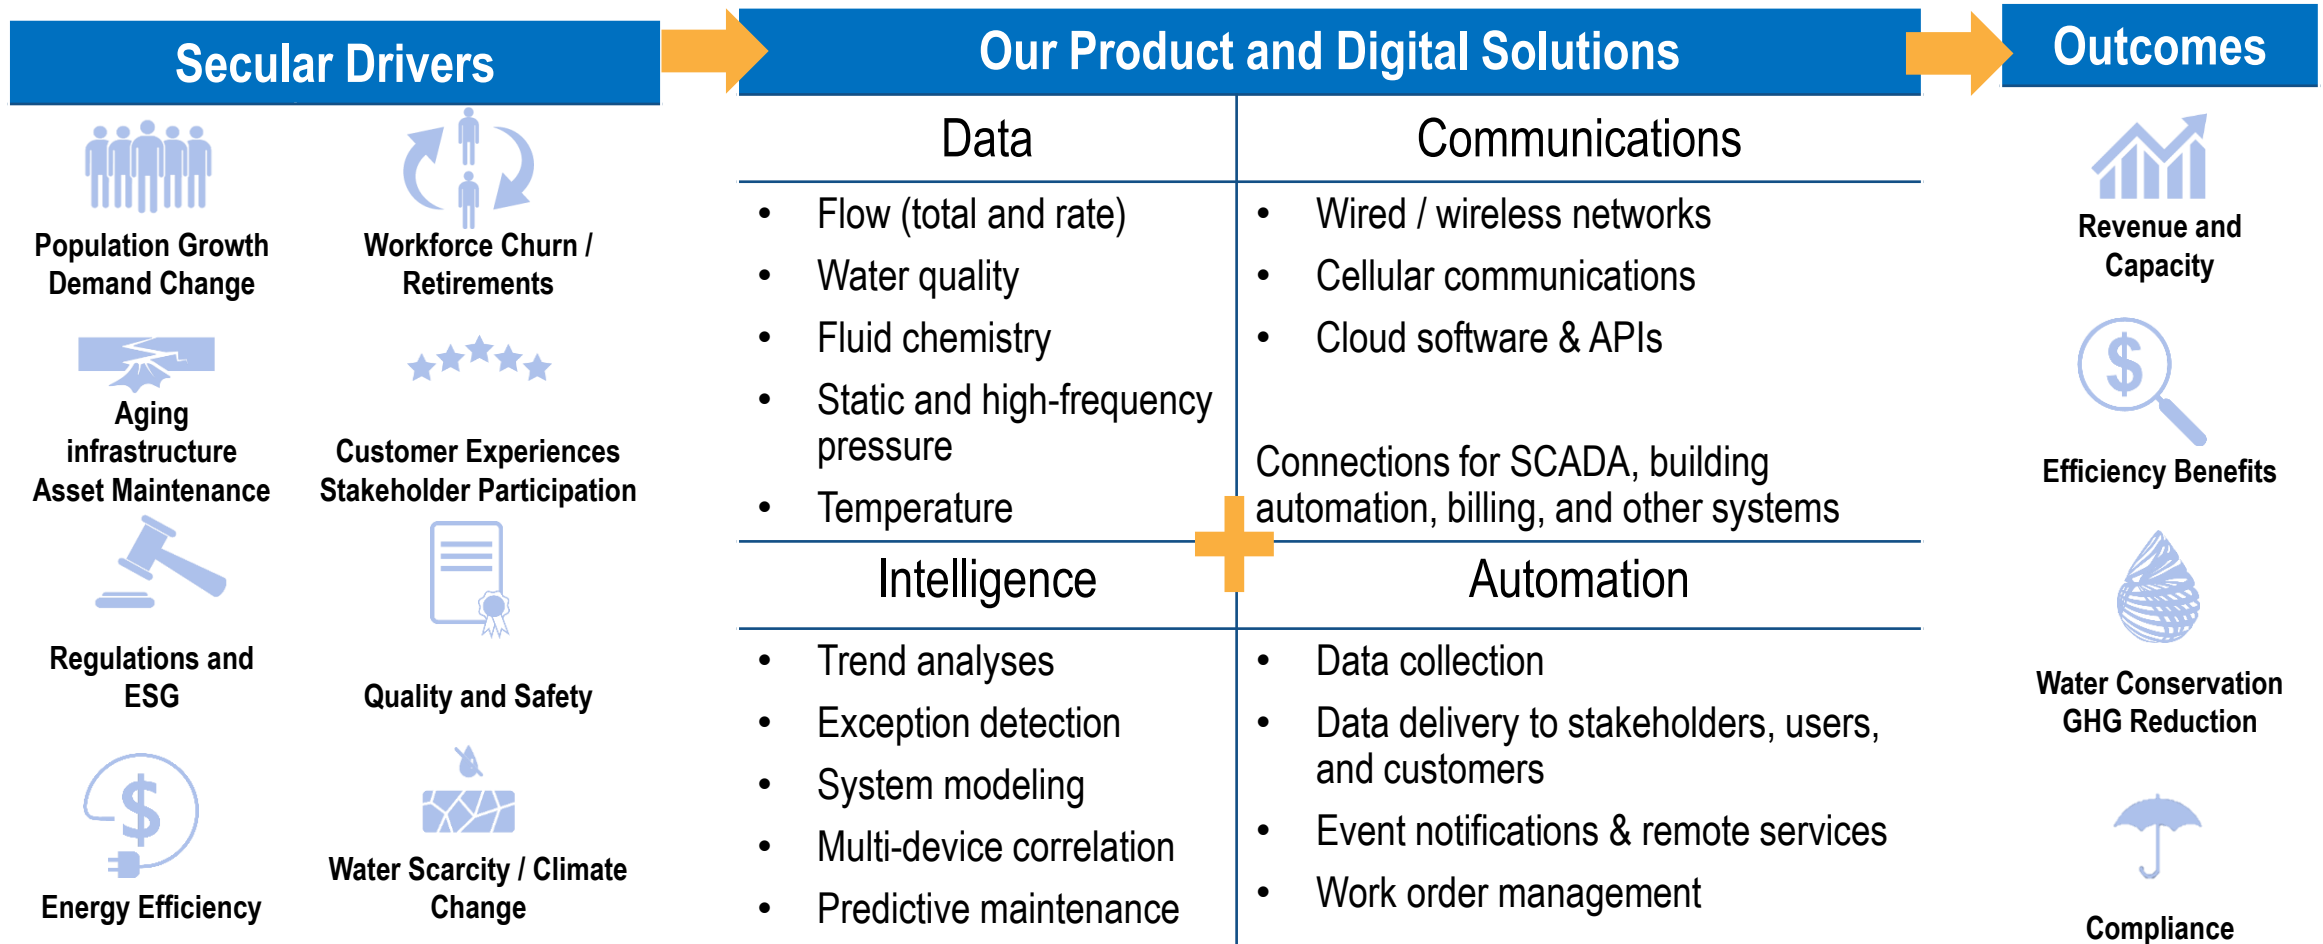 Secular Drivers
Population Growth
Demand Change
Workforce Churn /
Retirements
Aging
infrastructure
Asset Maintenance
Customer Experiences
Stakeholder Participation
Regulations and
ESG
Quality and Safety
Energy Efficiency
Water Scarcity / Climate
Change
Our Product and Digital Solutions
Data
• Flow (total and rate)
• Water quality
• Fluid chemistry
• Static and high-frequency
pressure
• Temperature
Communications
• Wired / wireless networks
• Cellular communications
• Cloud software & APIs
Connections for SCADA, building
automation, billing, and other systems
Intelligence
• Trend analyses
• Exception detection
• System modeling
• Multi-device correlation
• Predictive maintenance
Automation
• Data collection
• Data delivery to stakeholders, users,
and customers
• Event notifications & remote services
• Work order management
Outcomes
Revenue and
Capacity
$
Efficiency Benefits
Water Conservation
GHG Reduction
Compliance
$